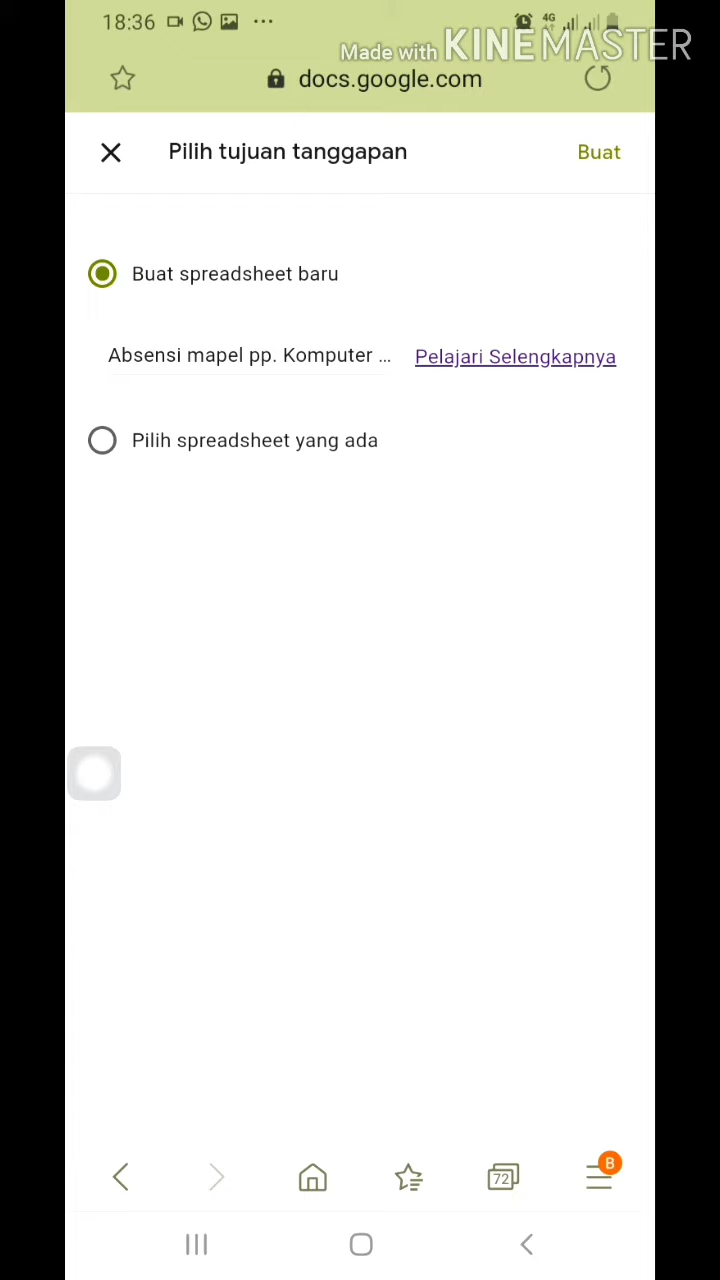 18:36
4G
Made with KINEMASTER
docs.google.com
Pilih tujuan tanggapan
Buat
Buat spreadsheet baru
Absensi mapel pp. Komputer ...
Pelajari Selengkapnya
Pilih spreadsheet yang ada
72
B